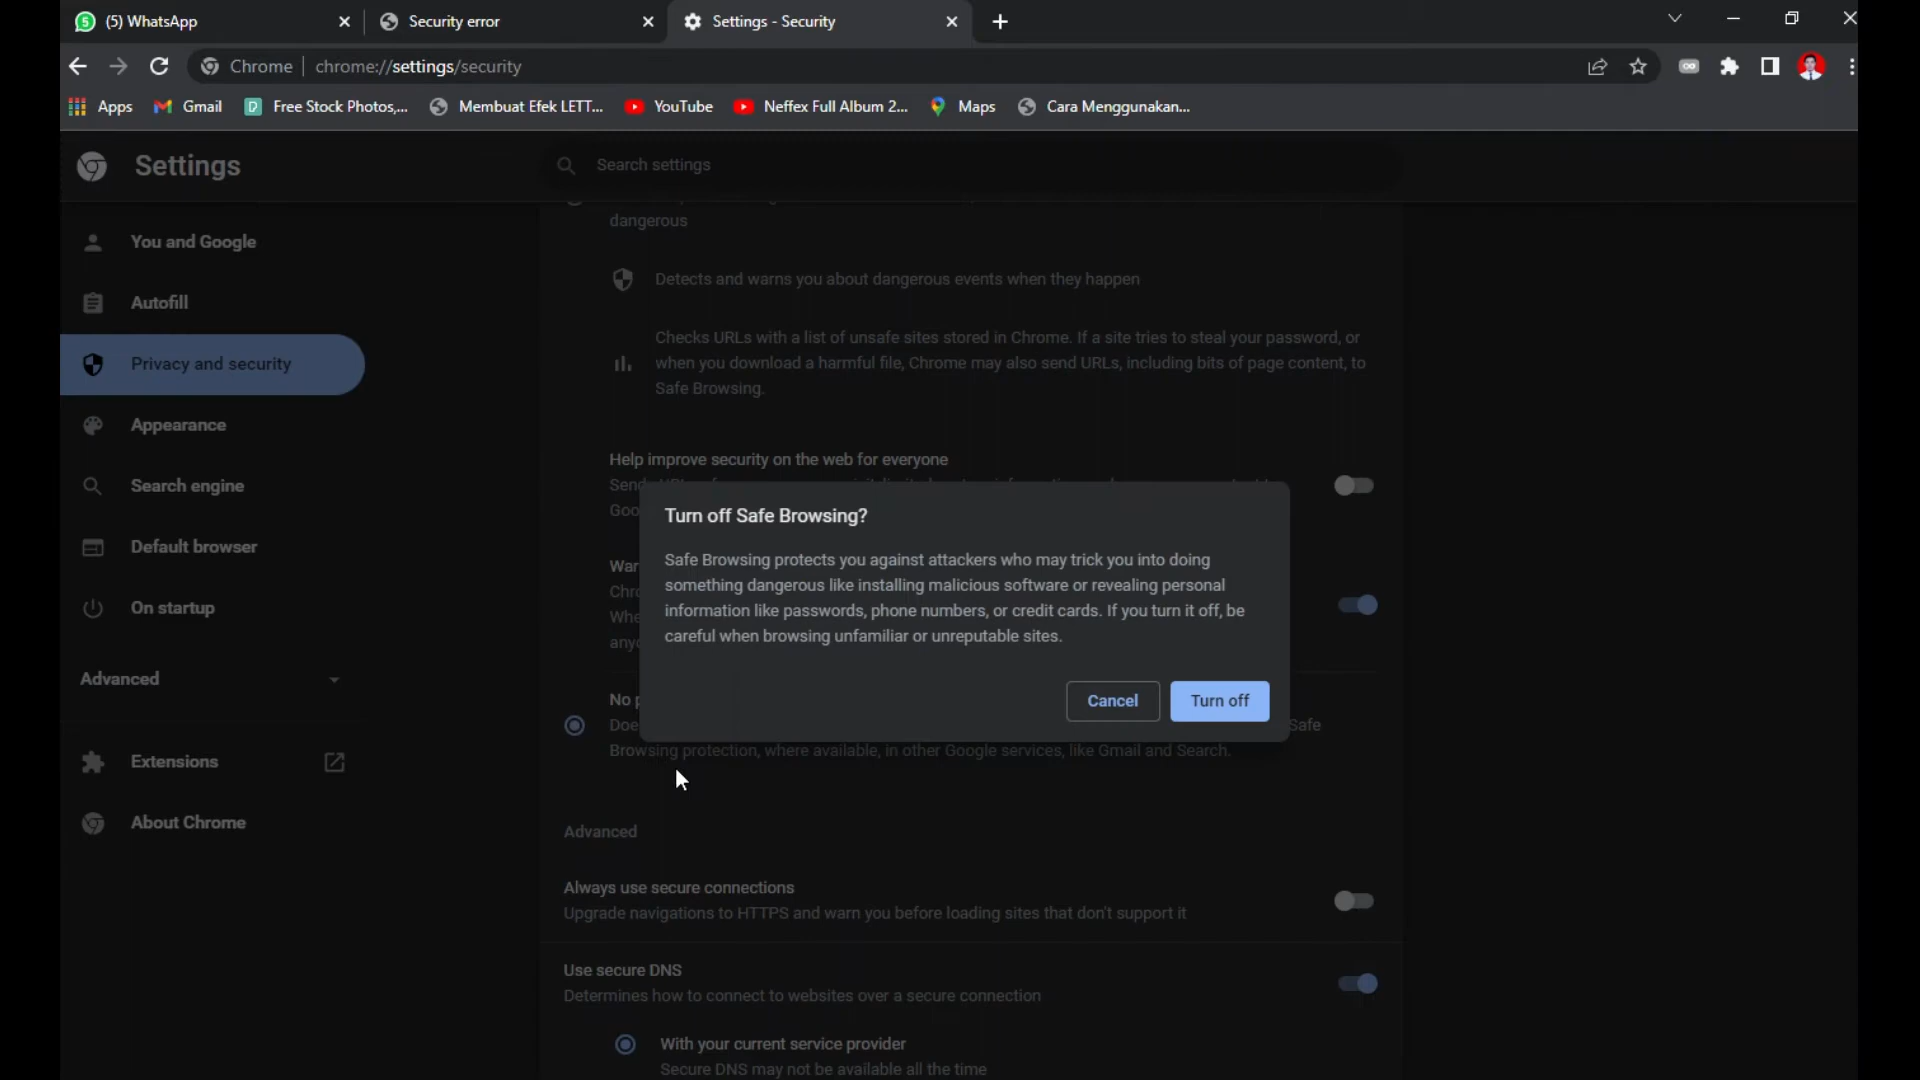 (5) WhatsApp
Security error
Settings - Security
Chrome
chrome://settings/security
Apps
Gmail
Free Stock Photos,...
Membuat Efek LETT...
YouTube
Neffex Full Album 2...
Maps
Cara Menggunakan...
Settings
Search settings
You and Google
Autofill
Privacy and security
Appearance
Search engine
Default browser
On startup
Advanced
Extensions
About Chrome
dangerous
Detects and warns you about dangerous events when they happen
Checks URLs with a list of unsafe sites stored in Chrome. If a site tries to steal your password, or
when you download a harmful file, Chrome may also send URLs, including bits of page content, to
Safe Browsing.
Help improve security on the web for everyone
Turn off Safe Browsing?
Safe Browsing protects you against attackers who may trick you into doing
something dangerous like installing malicious software or revealing personal
information like passwords, phone numbers, or credit cards. If you turn it off, be
careful when browsing unfamiliar or unreputable sites.
Cancel
Turn off
No
Safe
Browsing protection, where available, in other Google services, like Gmail and Search.
Advanced
Always use secure connections
Upgrade navigations to HTTPS and warn you before loading sites that don't support it
Use secure DNS
Determines how to connect to websites over a secure connection
With your current service provider
Secure DNS may not be available all the time